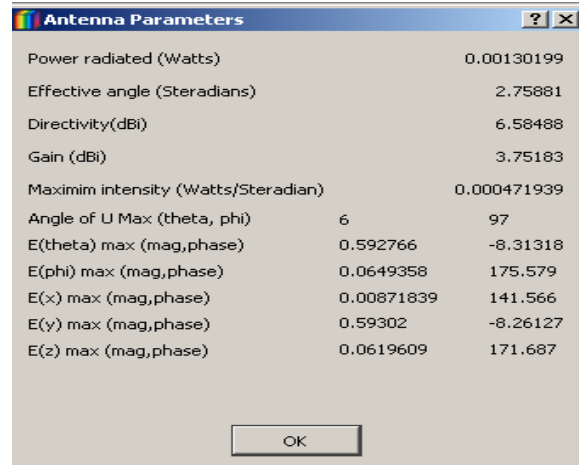 Antenna Parameters ? ×
Power radiated (Watts) 0.00130199
Effective angle (Steradians) 2.75881
Directivity(dBi) 6.58488
Gain (dBi) 3.75183
Maximim intensity (Watts/Steradian) 0.000471939
Angle of U Max (theta, phi) 6 97
E(theta) max (mag,phase) 0.592766 -8.31318
E(phi) max (mag,phase) 0.0649358 175.579
E(x) max (mag,phase) 0.00871839 141.566
E(y) max (mag,phase) 0.59302 -8.26127
E(z) max (mag,phase) 0.0619609 171.687
OK